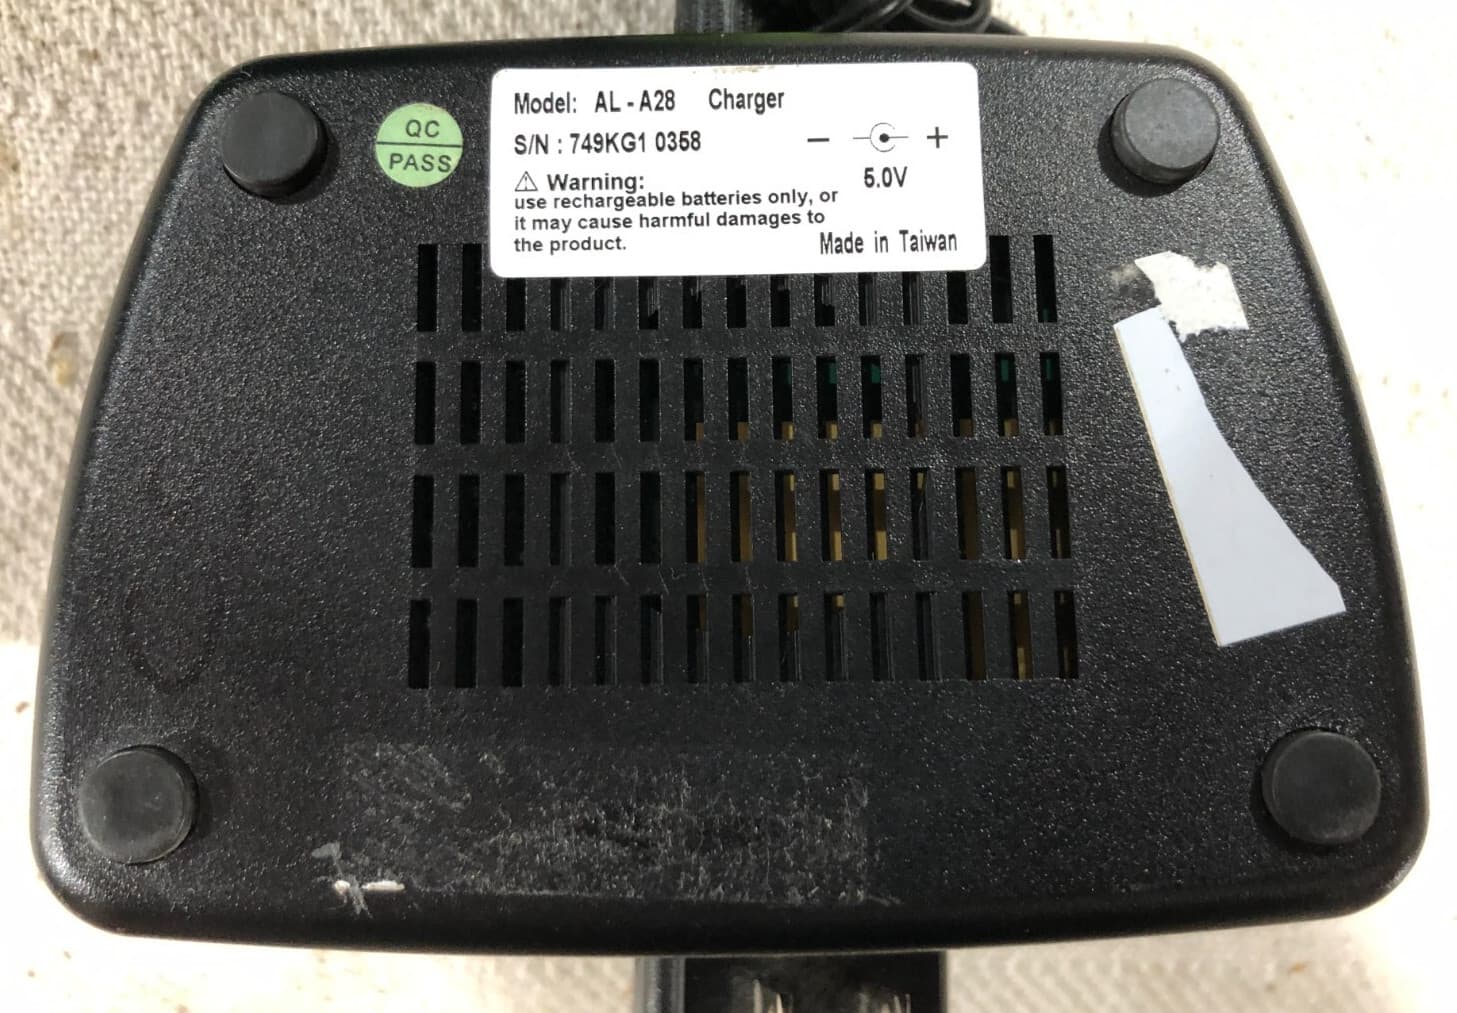 QC
PASS
Model: AL - A28 Charger
S/N : 749KG1 0358
− +
5.0V
⚠ Warning:
use rechargeable batteries only, or
it may cause harmful damages to
the product.
Made in Taiwan